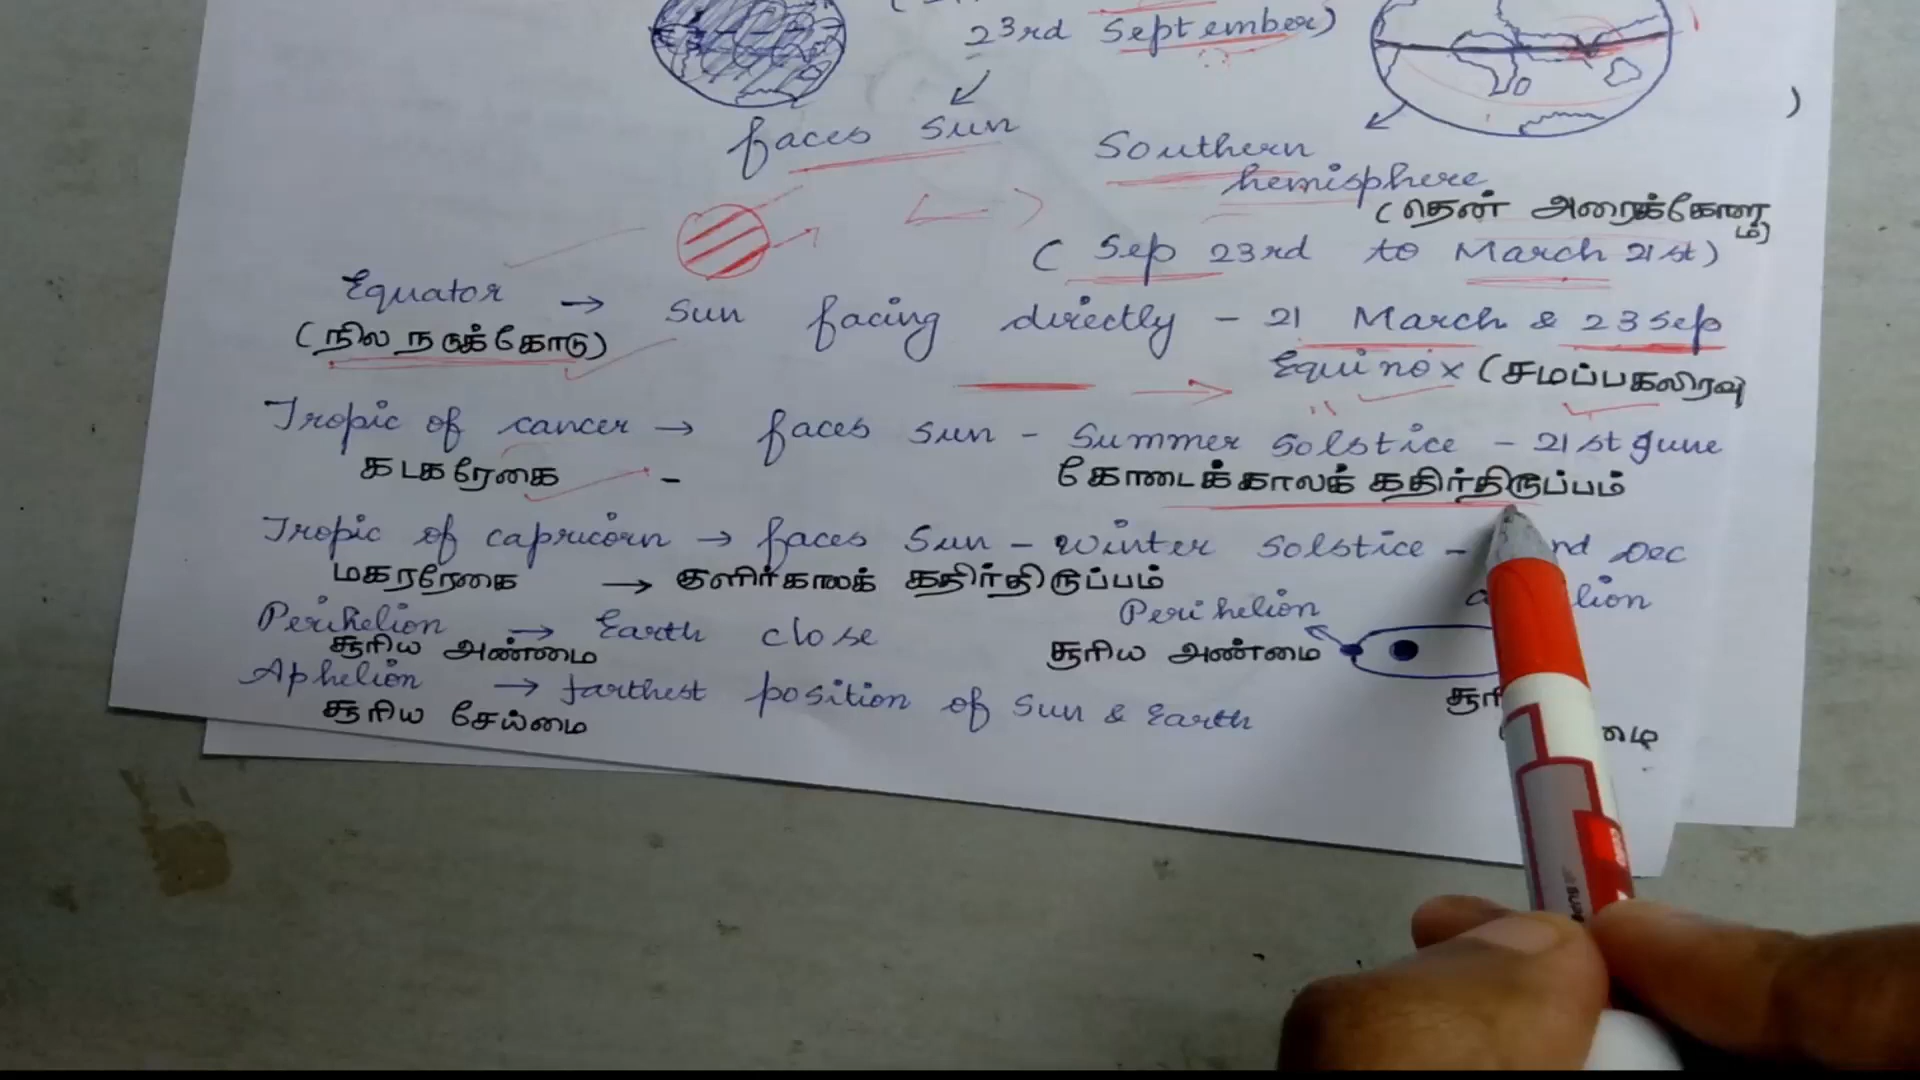 23rd September)
faces sun
Southern
hemisphere
(தென் அரைக்கோளம்)
( Sep 23rd to March 21st)
Equator → Sun facing directly - 21 March & 23 Sep
(நில நடுக்கோடு)
Equinox (சமப்பகலிரவு
Tropic of cancer → faces sun - Summer Solstice - 21st June
கடகரேகை - கோடைக்காலக் கதிர்திருப்பம்
Tropic of capricorn → faces Sun - Winter Solstice - nd Dec
மகரரேகை → குளிர்காலக் கதிர்திருப்பம்
Perihelion → Earth close
சூரிய அண்மை
Perihelion
சூரிய அண்மை
Aphelion → farthest position of Sun & Earth
சூரிய சேய்மை